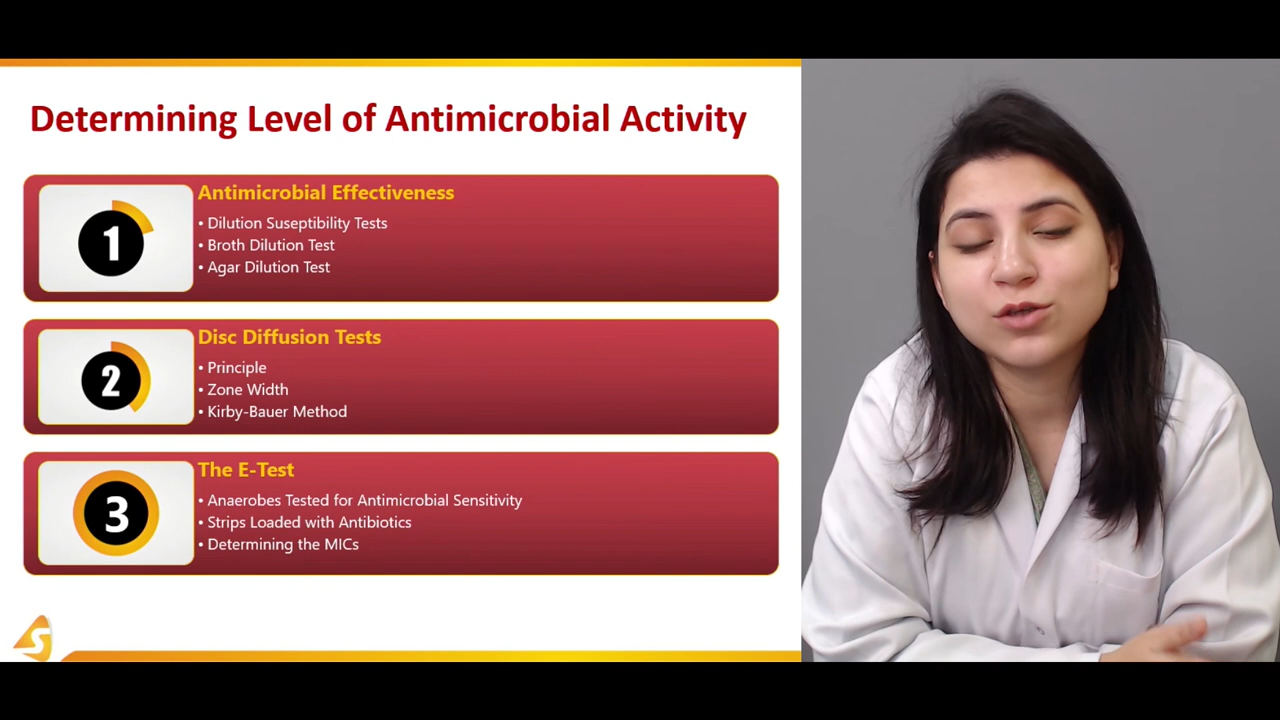 Determining Level of Antimicrobial Activity
1
Antimicrobial Effectiveness
• Dilution Suseptibility Tests
• Broth Dilution Test
• Agar Dilution Test
2
Disc Diffusion Tests
• Principle
• Zone Width
• Kirby-Bauer Method
3
The E-Test
• Anaerobes Tested for Antimicrobial Sensitivity
• Strips Loaded with Antibiotics
• Determining the MICs
S